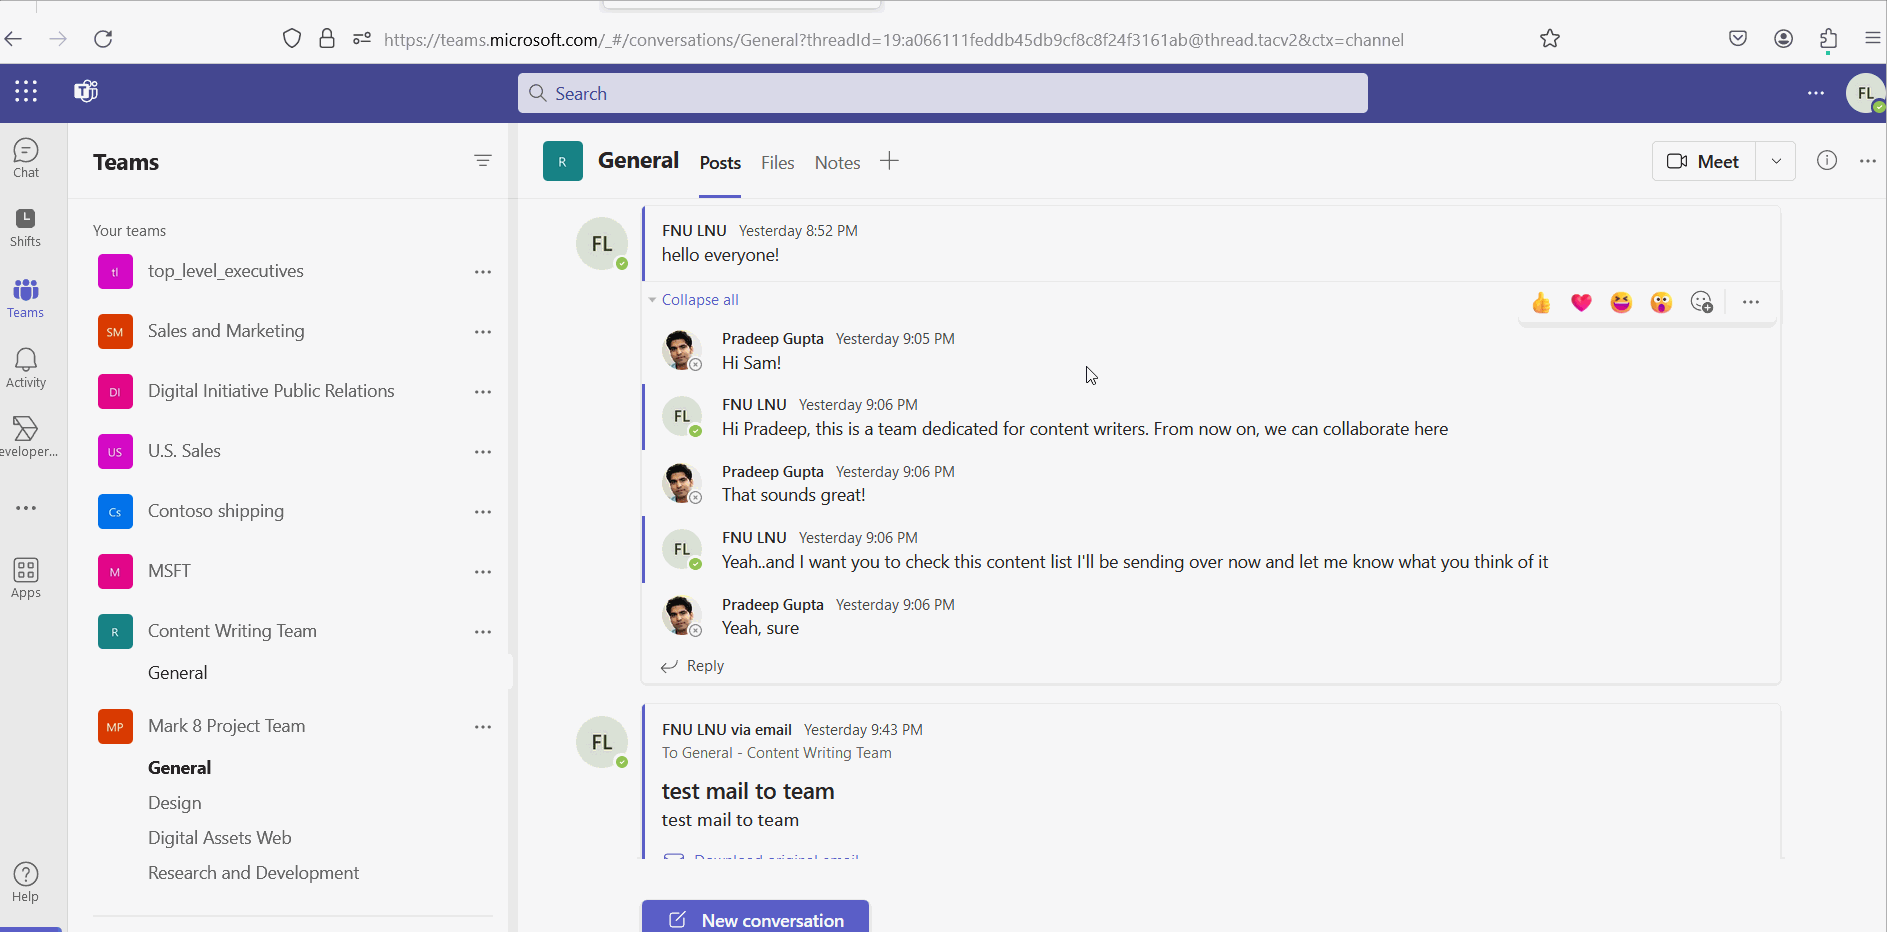 https://teams.microsoft.com/_#/conversations/General?threadId=19:a066111feddb45db9cf8c8f24f3161ab@thread.tacv2&ctx=channel
T
Search
FL
Chat
Shifts
Teams
Activity
eveloper...
Apps
Help
Teams
Your teams
tl top_level_executives
SM Sales and Marketing
DI Digital Initiative Public Relations
US U.S. Sales
Cs Contoso shipping
M MSFT
R Content Writing Team
General
MP Mark 8 Project Team
General
Design
Digital Assets Web
Research and Development
R General Posts Files Notes
Meet
FL
FNU LNU Yesterday 8:52 PM
hello everyone!
Collapse all
Pradeep Gupta Yesterday 9:05 PM
Hi Sam!
FL
FNU LNU Yesterday 9:06 PM
Hi Pradeep, this is a team dedicated for content writers. From now on, we can collaborate here
Pradeep Gupta Yesterday 9:06 PM
That sounds great!
FL
FNU LNU Yesterday 9:06 PM
Yeah..and I want you to check this content list I'll be sending over now and let me know what you think of it
Pradeep Gupta Yesterday 9:06 PM
Yeah, sure
Reply
FL
FNU LNU via email Yesterday 9:43 PM
To General - Content Writing Team
test mail to team
test mail to team
Download original email
New conversation